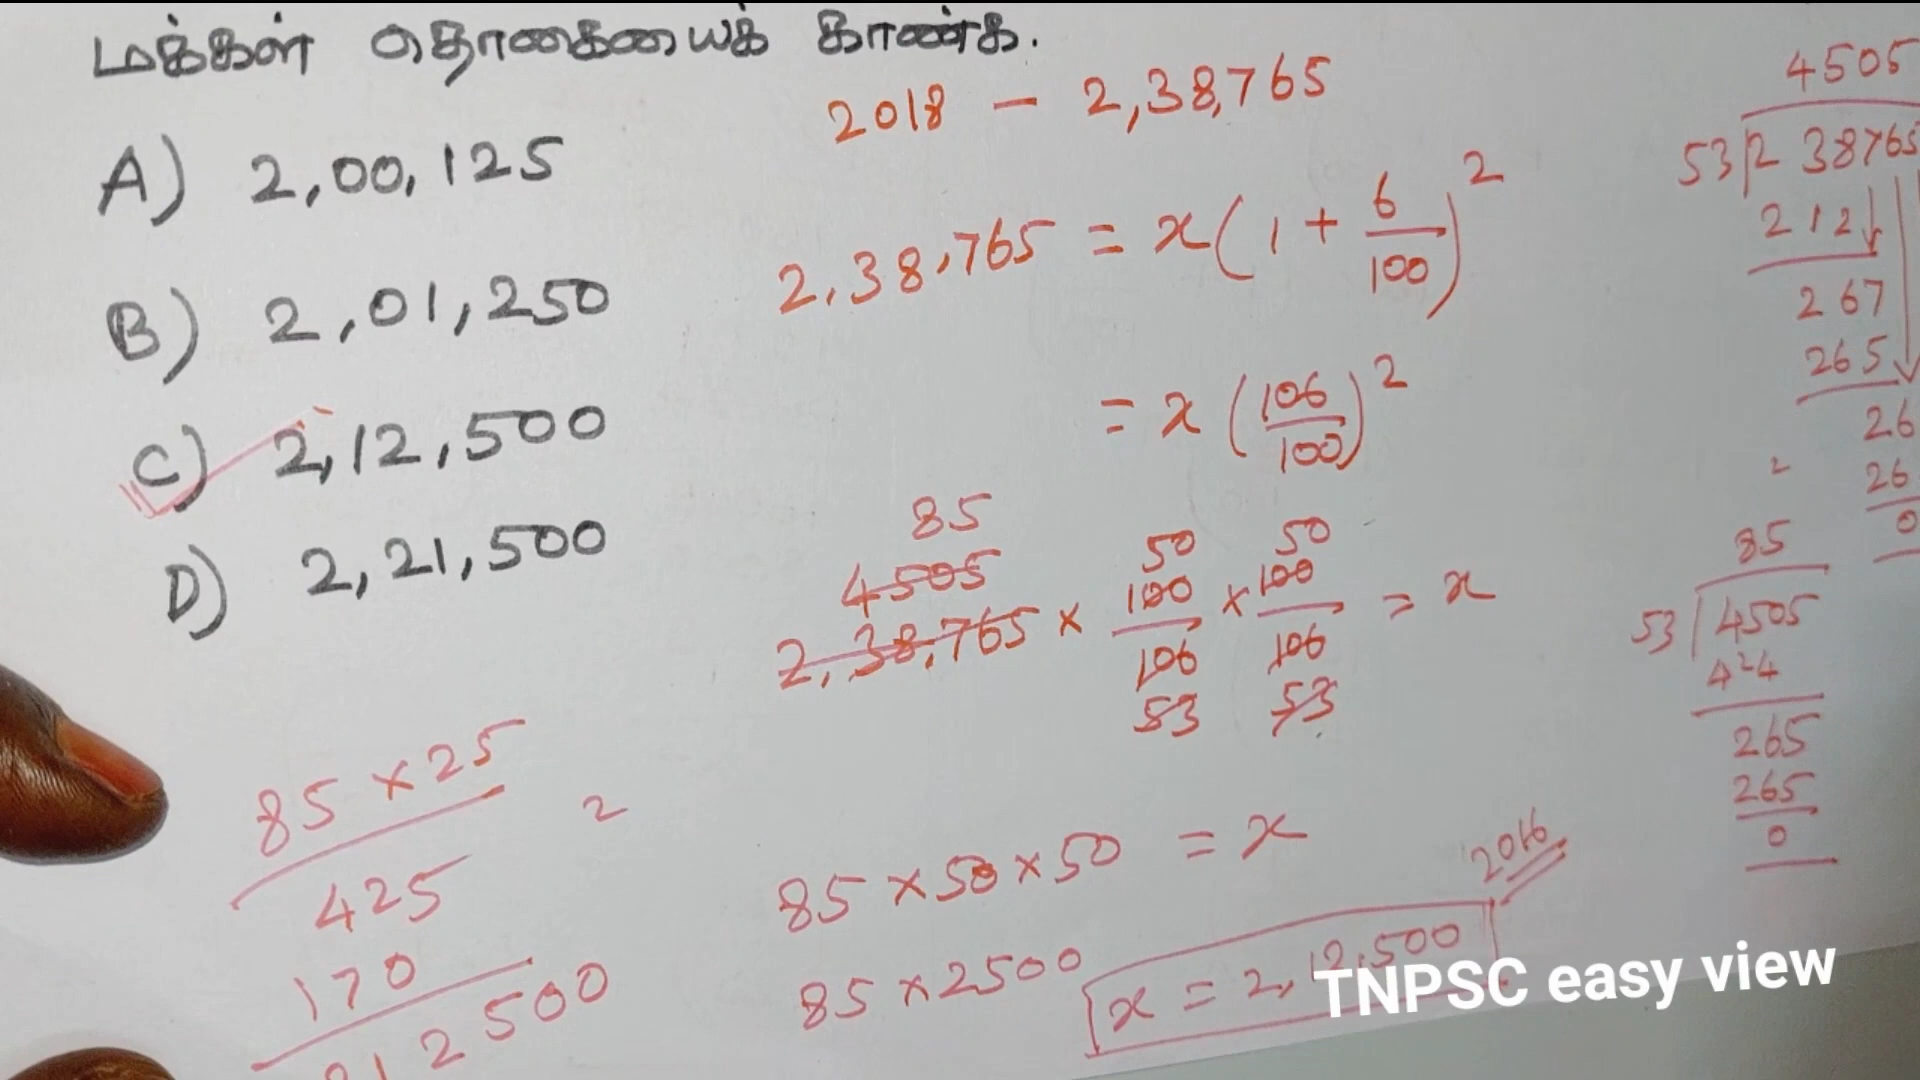 மக்கள் தொகையைக் காண்க.
A) 2,00,125
B) 2,01,250
C) 2,12,500
D) 2,21,500
2018 - 2,38,765
2,38,765 = x(1 + 6/100)²
= x(106/100)²
85
4505
50 50
2,38,765 × 100/106 × 100/106 = x
53 53
85 × 50 × 50 = x
85 × 2500
x = 2,12,500
2016
85 × 25
2
425
170
212500
4505
53 238765
212
267
265
26
26
0
2
85
53 4505
424
265
265
0
TNPSC easy view